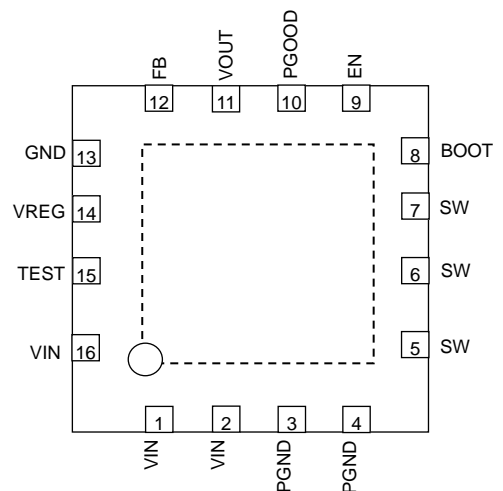 FB
VOUT
PGOOD
EN
12
11
10
9
GND 13
8 BOOT
VREG 14
7 SW
TEST 15
6 SW
VIN 16
5 SW
1
2
3
4
VIN
VIN
PGND
PGND